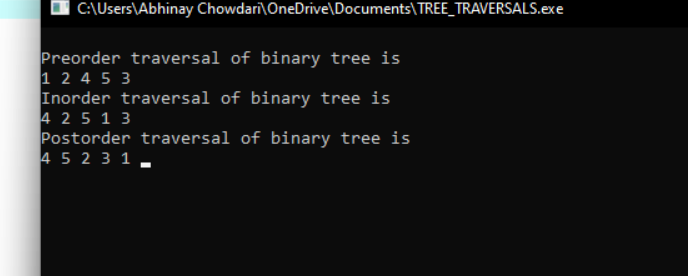 C:\Users\Abhinay Chowdari\OneDrive\Documents\TREE_TRAVERSALS.exe
Preorder traversal of binary tree is
1 2 4 5 3
Inorder traversal of binary tree is
4 2 5 1 3
Postorder traversal of binary tree is
4 5 2 3 1